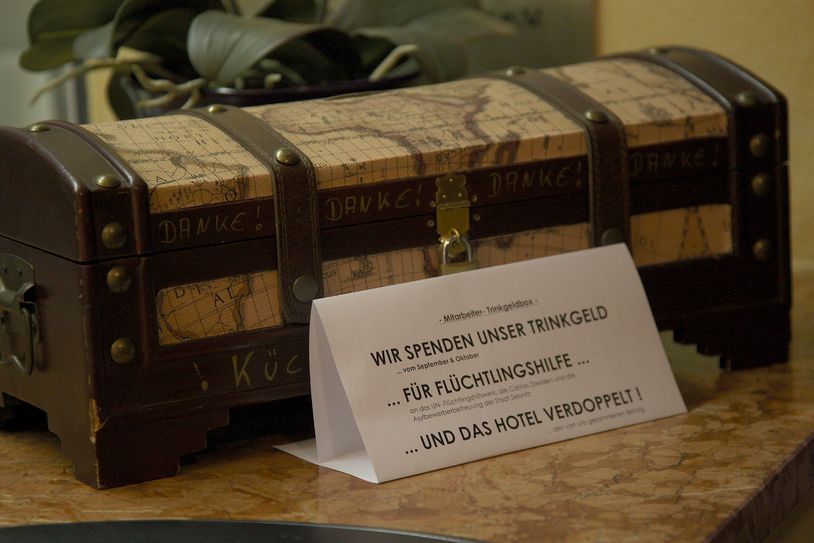 DANKE! DANKE! DANKE! DANKE!
! KÜC
- Mitarbeiter- Trinkgeldbox -
WIR SPENDEN UNSER TRINKGELD
... vom September & Oktober
... FÜR FLÜCHTLINGSHILFE ...
an das UN- Flüchtlingshilfswerk, die Caritas Dresden und die
Asylbewerberbetreuung der Stadt Sebnitz
... UND DAS HOTEL VERDOPPELT !
... den von uns gesammelten Betrag.